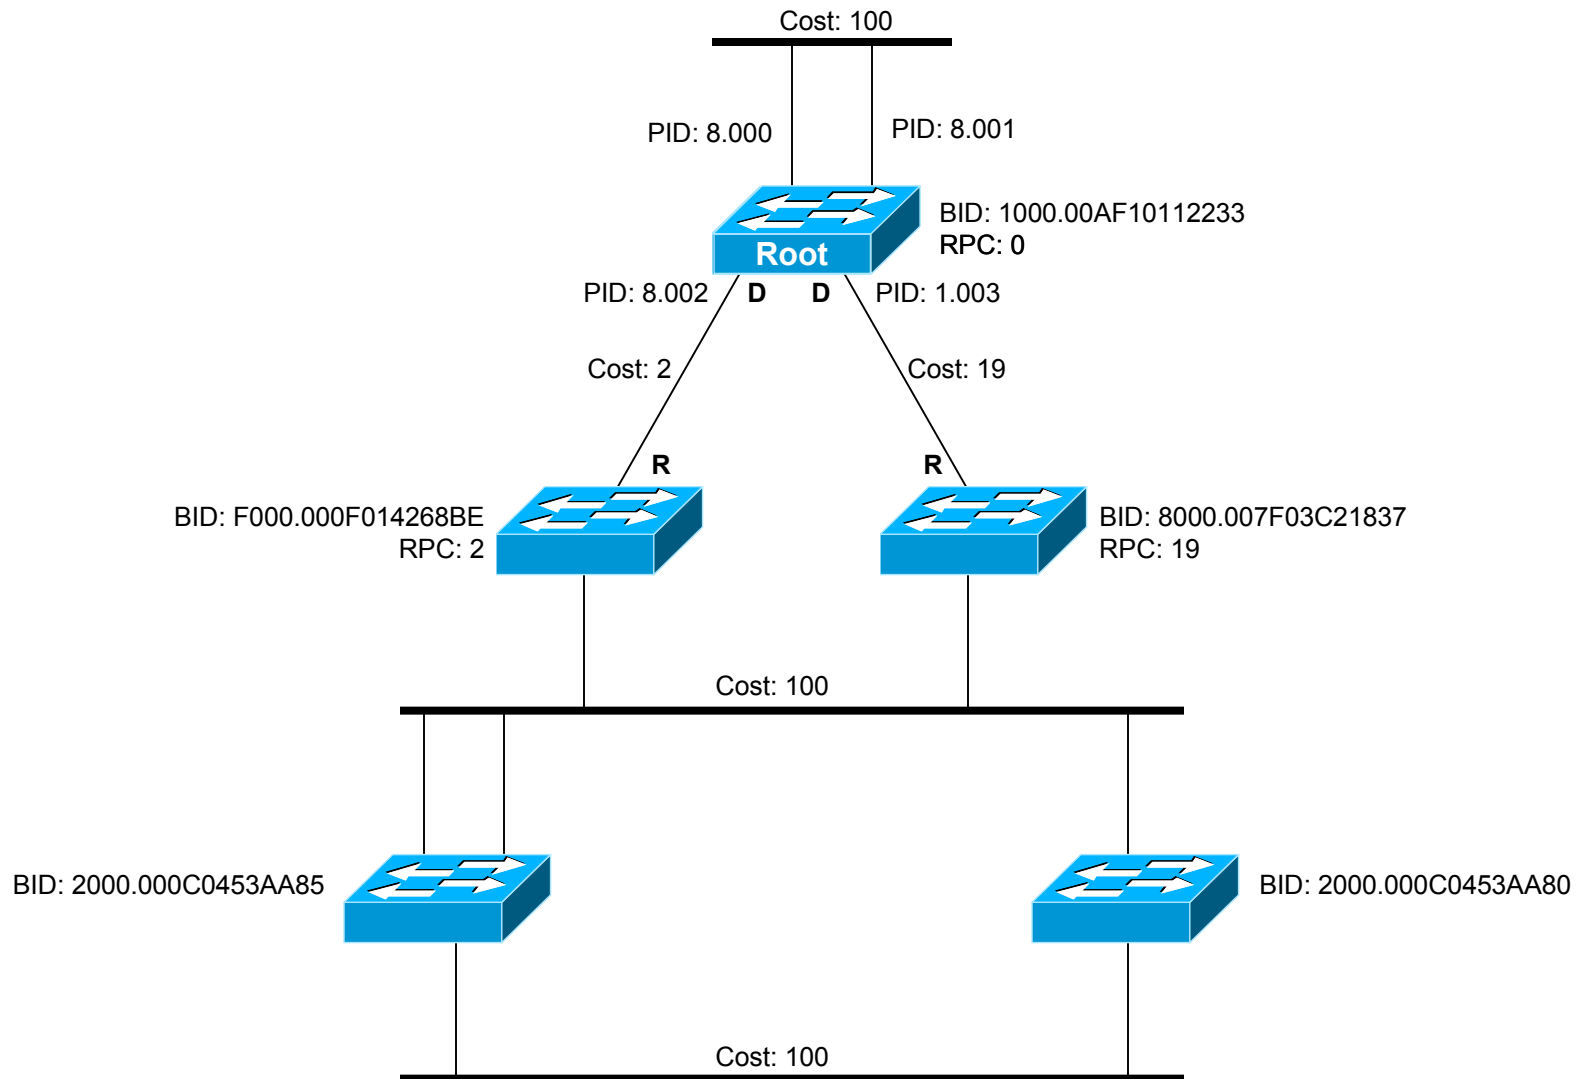 Cost: 100
PID: 8.000
PID: 8.001
BID: 1000.00AF10112233
RPC: 0
Root
PID: 8.002
D
D
PID: 1.003
Cost: 2
Cost: 19
R
R
BID: F000.000F014268BE
RPC: 2
BID: 8000.007F03C21837
RPC: 19
Cost: 100
BID: 2000.000C0453AA85
BID: 2000.000C0453AA80
Cost: 100